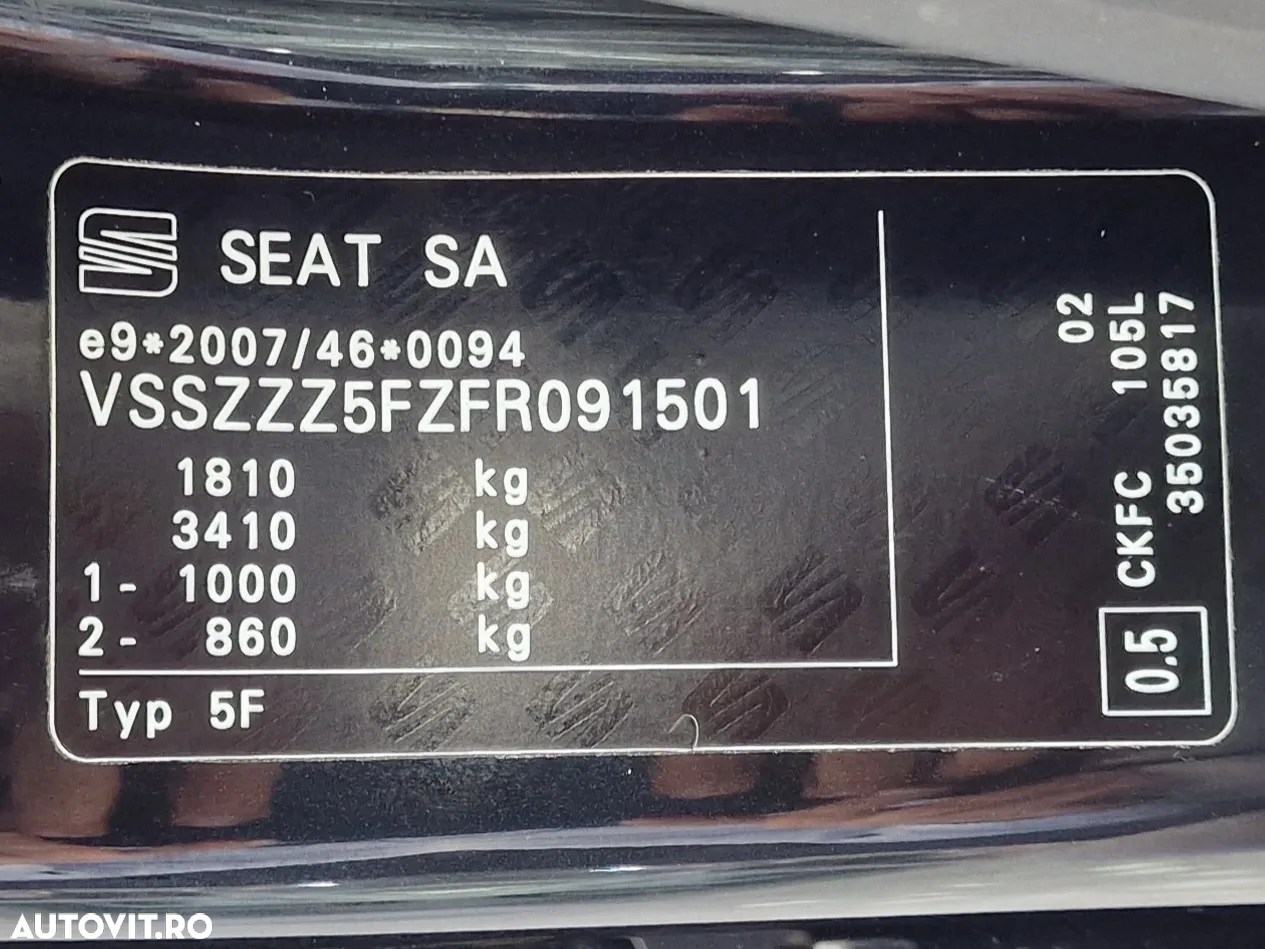 SEAT SA
e9*2007/46*0094
VSSZZZ5FZFR091501
1810 kg
3410 kg
1- 1000 kg
2- 860 kg
Typ 5F
02
CKFC 105L
35035817
0.5
AUTOVIT.RO